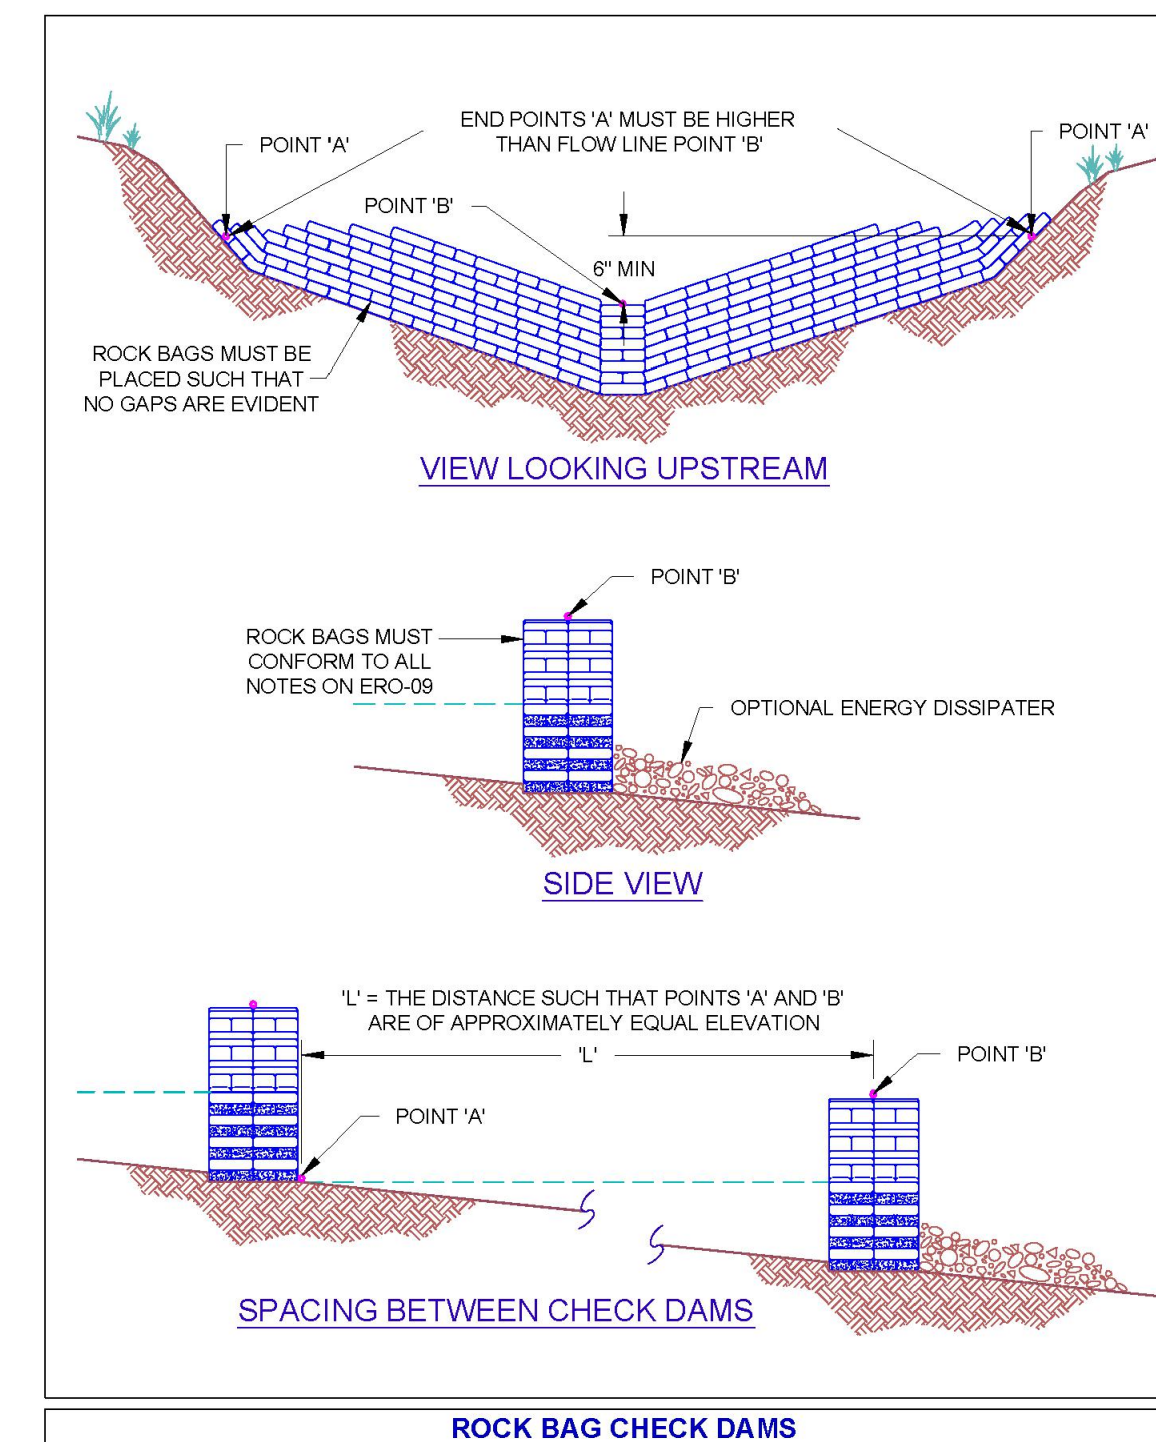 END POINTS 'A' MUST BE HIGHER
THAN FLOW LINE POINT 'B'
POINT 'A'
POINT 'A'
POINT 'B'
6" MIN
ROCK BAGS MUST BE
PLACED SUCH THAT
NO GAPS ARE EVIDENT
VIEW LOOKING UPSTREAM
POINT 'B'
ROCK BAGS MUST
CONFORM TO ALL
NOTES ON ERO-09
OPTIONAL ENERGY DISSIPATER
SIDE VIEW
'L' = THE DISTANCE SUCH THAT POINTS 'A' AND 'B'
ARE OF APPROXIMATELY EQUAL ELEVATION
'L'
POINT 'B'
POINT 'A'
SPACING BETWEEN CHECK DAMS
ROCK BAG CHECK DAMS